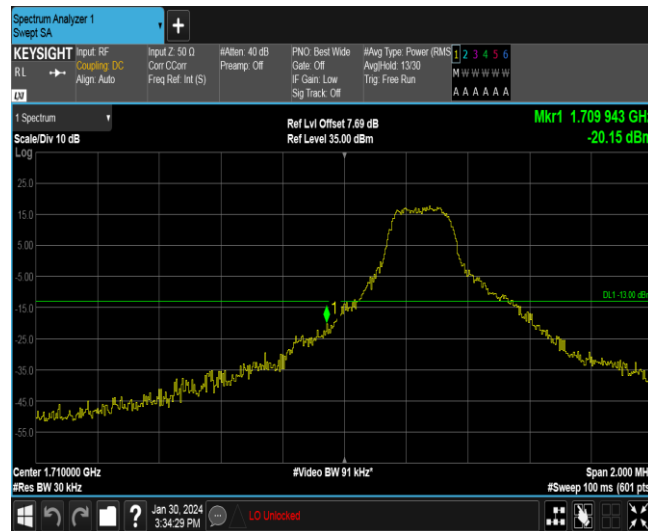 Spectrum Analyzer 1
Swept SA
+
KEYSIGHT
RL
LXI
Input: RF
Coupling: DC
Align: Auto
Input Z: 50 Ω
Corr CCorr
Freq Ref: Int (S)
#Atten: 40 dB
Preamp: Off
PNO: Best Wide
Gate: Off
IF Gain: Low
Sig Track: Off
#Avg Type: Power (RMS
Avg|Hold: 13/30
Trig: Free Run
1 2 3 4 5 6
M W W W W W
A A A A A A
1 Spectrum
Scale/Div 10 dB
Log
Ref Lvl Offset 7.69 dB
Ref Level 35.00 dBm
Mkr1 1.709 943 GHz
-20.15 dBm
25.0
15.0
5.00
-5.00
-15.0
-25.0
-35.0
-45.0
-55.0
DL1 -13.00 dBm
1
Center 1.710000 GHz
#Res BW 30 kHz
#Video BW 91 kHz*
Span 2.000 MH
#Sweep 100 ms (601 pts
?
Jan 30, 2024
3:34:29 PM
LO Unlocked